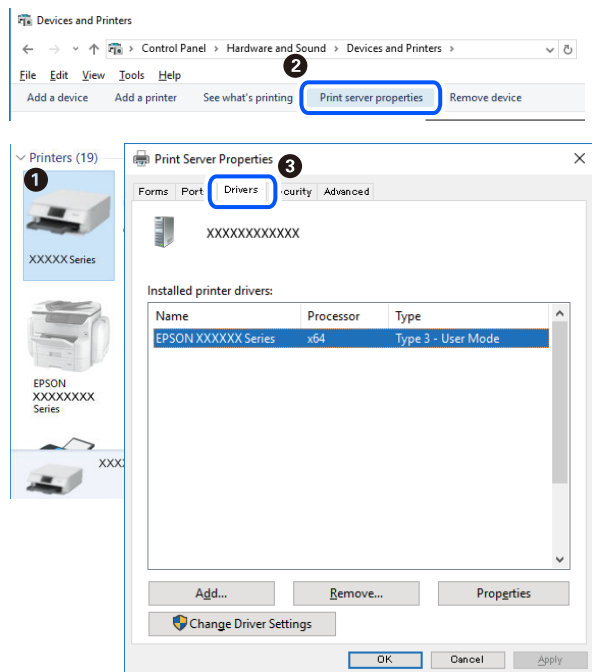 Devices and Printers
Control Panel > Hardware and Sound > Devices and Printers >
2
File Edit View Tools Help
Add a device Add a printer See what's printing Print server properties Remove device
Printers (19)
1
XXXXX Series
EPSON
XXXXXXXX
Series
XXX
Print Server Properties
3
Forms Port Drivers curity Advanced
XXXXXXXXXXXX
Installed printer drivers:
Name Processor Type
EPSON XXXXXX Series x64 Type 3 - User Mode
Add... Remove... Properties
Change Driver Settings
OK Cancel Apply